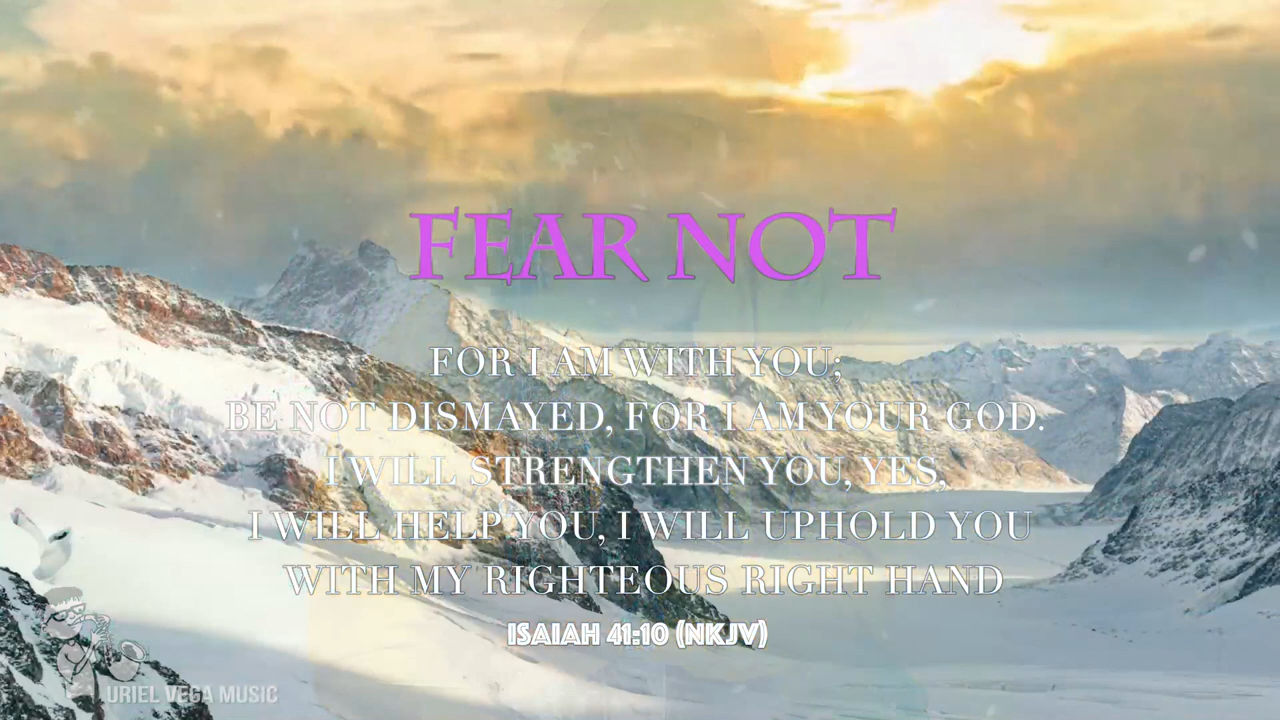 FEAR NOT
FOR I AM WITH YOU;
BE NOT DISMAYED, FOR I AM YOUR GOD.
I WILL STRENGTHEN YOU, YES,
I WILL HELP YOU, I WILL UPHOLD YOU
WITH MY RIGHTEOUS RIGHT HAND
ISAIAH 41:10 (NKJV)
URIEL VEGA MUSIC